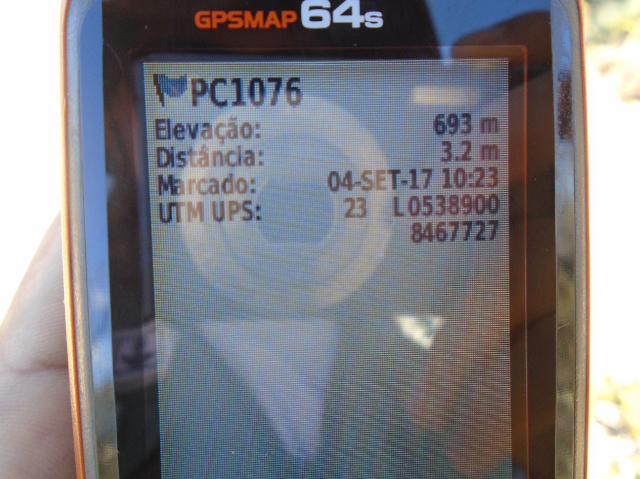 GPSMAP 64s
PC1076
Elevação: 693 m
Distância: 3.2 m
Marcado: 04-SET-17 10:23
UTM UPS: 23 L 0538900
8467727